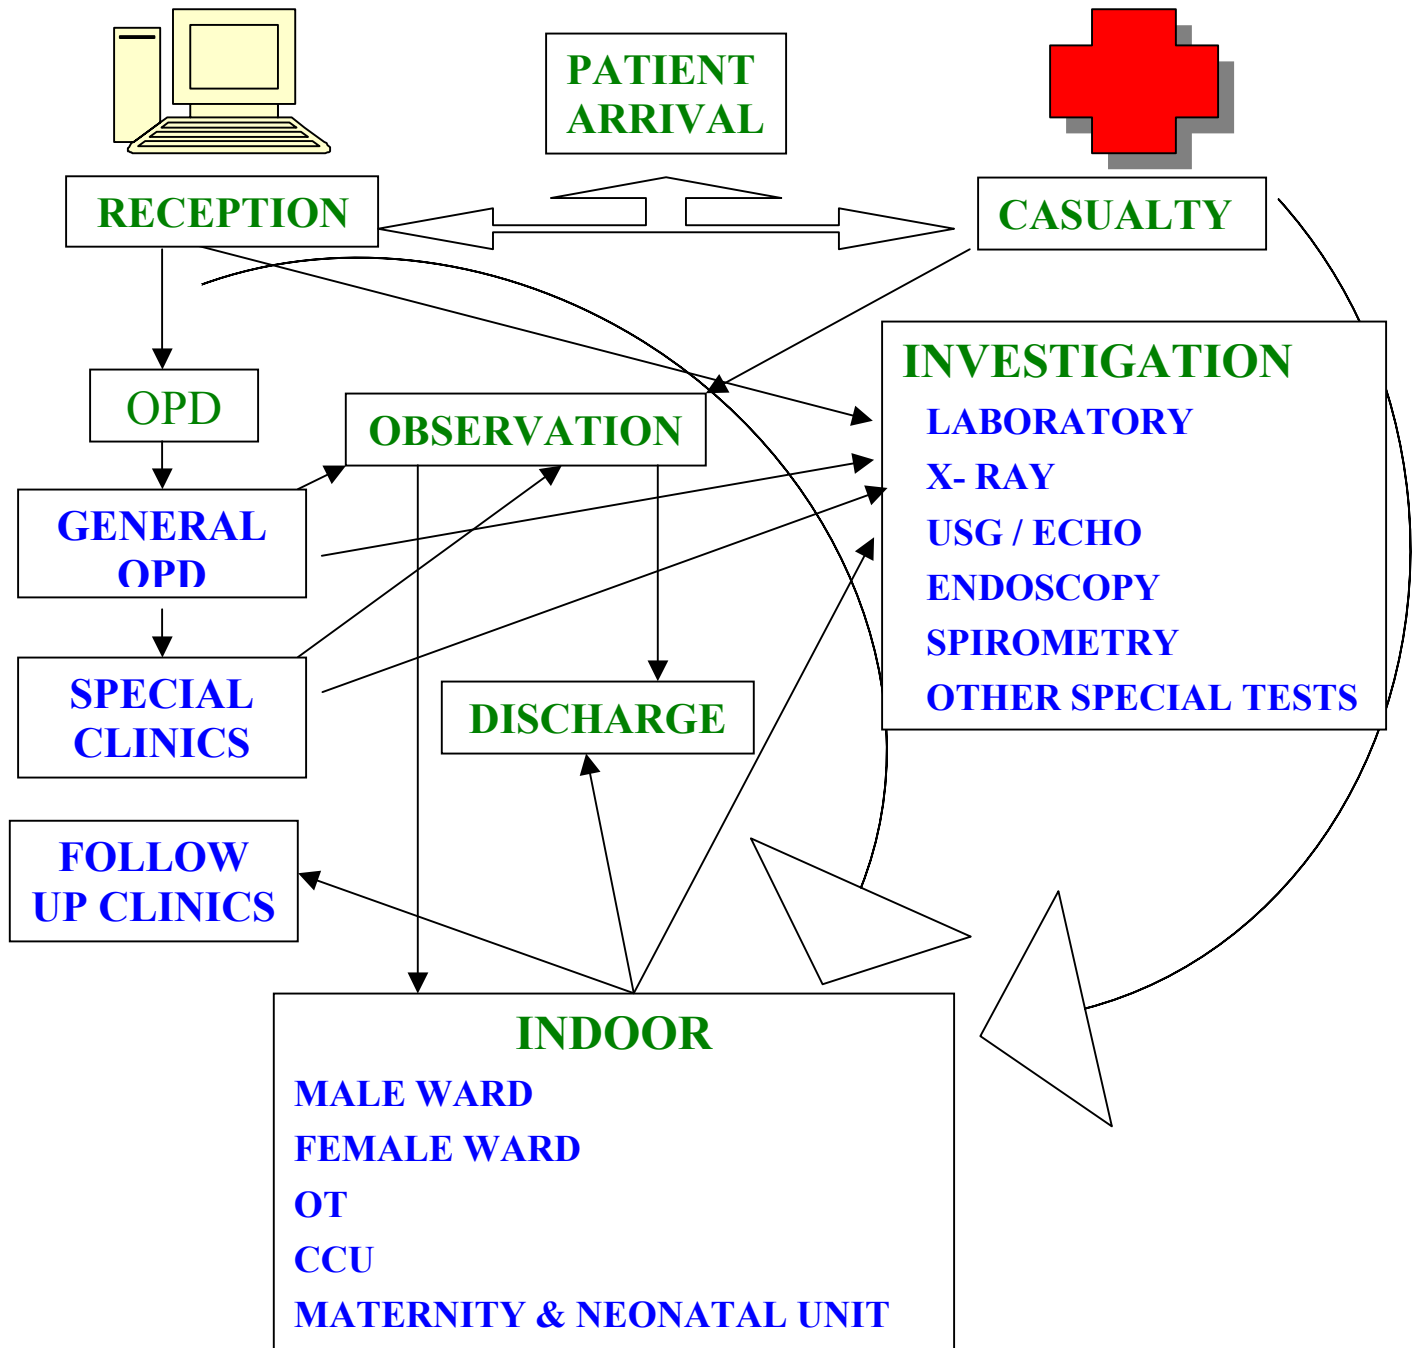 PATIENT
ARRIVAL
RECEPTION
CASUALTY
OPD
OBSERVATION
GENERAL
OPD
SPECIAL
CLINICS
FOLLOW
UP CLINICS
DISCHARGE
INVESTIGATION
LABORATORY
X- RAY
USG / ECHO
ENDOSCOPY
SPIROMETRY
OTHER SPECIAL TESTS
INDOOR
MALE WARD
FEMALE WARD
OT
CCU
MATERNITY & NEONATAL UNIT